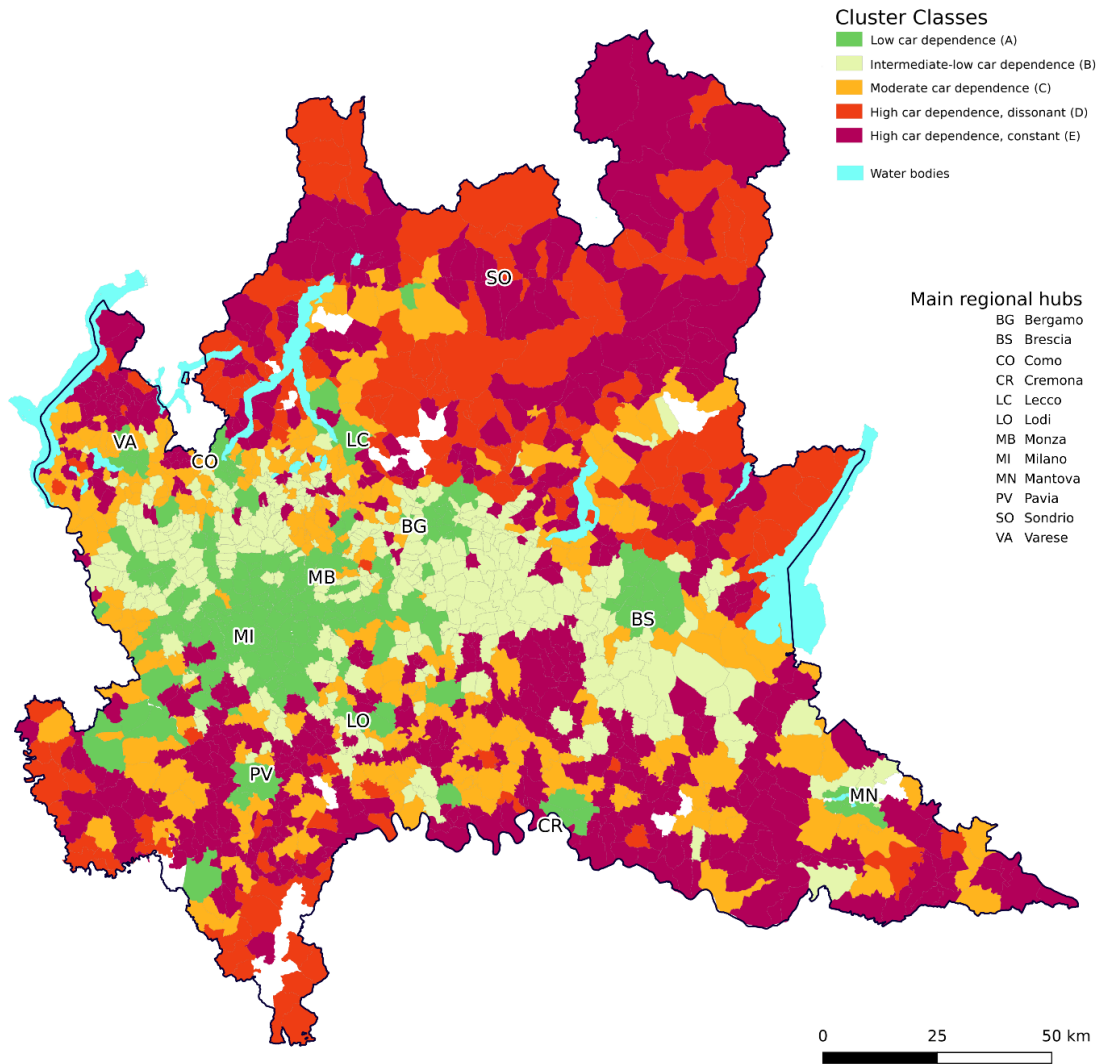 Cluster Classes
Low car dependence (A)
Intermediate-low car dependence (B)
Moderate car dependence (C)
High car dependence, dissonant (D)
High car dependence, constant (E)
Water bodies
Main regional hubs
BG Bergamo
BS Brescia
CO Como
CR Cremona
LC Lecco
LO Lodi
MB Monza
MI Milano
MN Mantova
PV Pavia
SO Sondrio
VA Varese
SO
VA
LC
CO
BG
MB
BS
MI
LO
PV
MN
CR
0 25 50 km